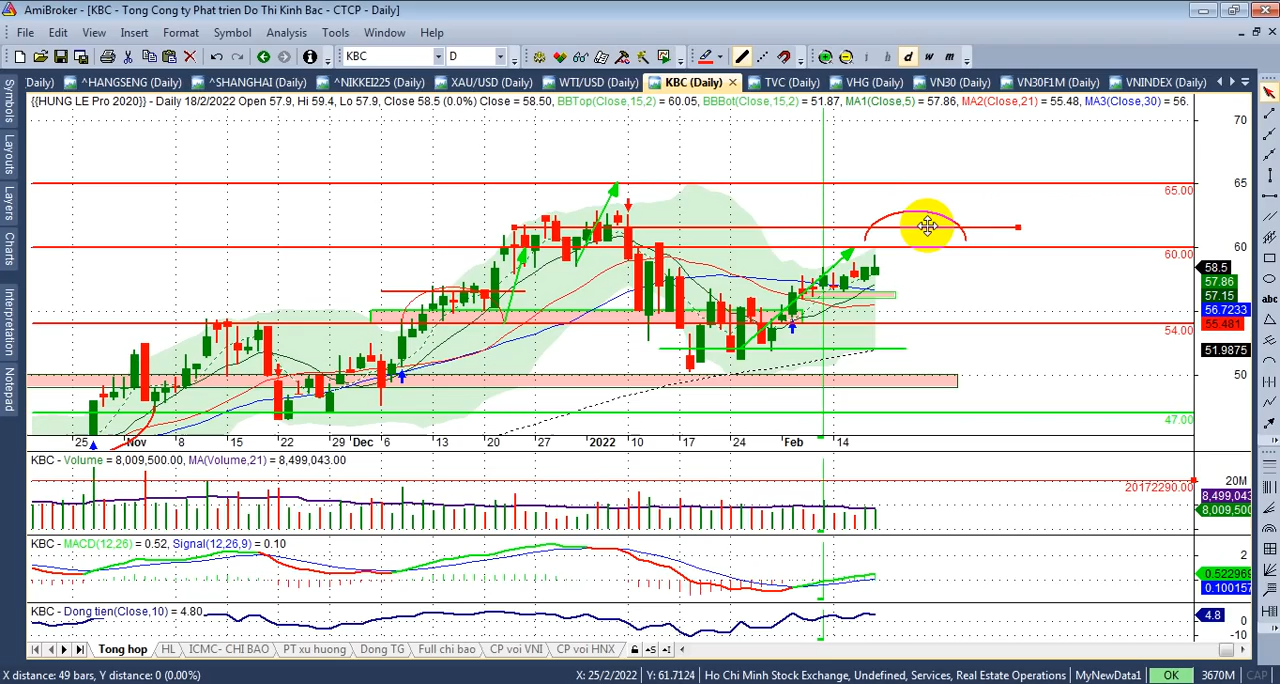 AmiBroker - [KBC - Tong Cong ty Phat trien Do Thi Kinh Bac - CTCP - Daily]
File Edit View Insert Format Symbol Analysis Tools Window Help
KBC D i h d w m
Daily) ^HANGSENG (Daily) ^SHANGHAI (Daily) ^NIKKEI225 (Daily) XAU/USD (Daily) WTI/USD (Daily) KBC (Daily) TVC (Daily) VHG (Daily) VN30 (Daily) VN30F1M (Daily) VNINDEX (Daily)
{{HUNG LE Pro 2020}} - Daily 18/2/2022 Open 57.9, Hi 59.4, Lo 57.9, Close 58.5 (0.0%) Close = 58.50, BBTop(Close,15,2) = 60.05, BBBot(Close,15,2) = 51.87, MA1(Close,5) = 57.86, MA2(Close,21) = 55.48, MA3(Close,30) = 56.
Symbols
Layouts
Layers
Charts
Interpretation
Notepad
abc
70
65
65.00
60
60.00
58.5
57.86
57.15
56.7233
55.481
54.00
51.9875
50
47.00
25 Nov 8 15 22 29 Dec 6 13 20 27 2022 10 17 24 Feb 14
KBC - Volume = 8,009,500.00, MA(Volume,21) = 8,499,043.00
20M
20172290.00
8,499,043
8,009,500
KBC - MACD(12,26) = 0.52, Signal(12,26,9) = 0.10
2
0.522969
0.100157
KBC - Dong tien(Close,10) = 4.80
4.8
0
-10
Tong hop HL ICMC- CHI BAO PT xu huong Dong TG Full chi bao CP voi VNI CP voi HNX S I
X distance: 49 bars, Y distance: 0 (0.00%) X: 25/2/2022 Y: 61.7124 Ho Chi Minh Stock Exchange, Undefined, Services, Real Estate Operations MyNewData1 OK 3670M CAP